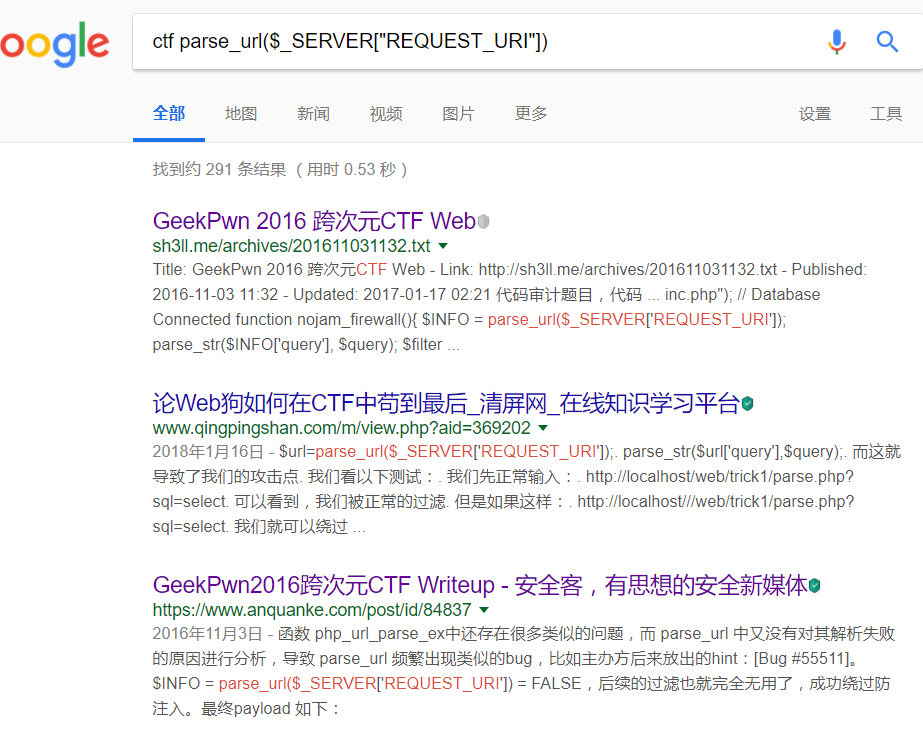 oogle
ctf parse_url($_SERVER["REQUEST_URI"])
全部 地图 新闻 视频 图片 更多 设置 工具
找到约 291 条结果 （用时 0.53 秒）
GeekPwn 2016 跨次元CTF Web
sh3ll.me/archives/201611031132.txt
Title: GeekPwn 2016 跨次元CTF Web - Link: http://sh3ll.me/archives/201611031132.txt - Published:
2016-11-03 11:32 - Updated: 2017-01-17 02:21 代码审计题目，代码 ... inc.php"); // Database
Connected function nojam_firewall(){ $INFO = parse_url($_SERVER['REQUEST_URI']);
parse_str($INFO['query'], $query); $filter ...
论Web狗如何在CTF中苟到最后_清屏网_在线知识学习平台
www.qingpingshan.com/m/view.php?aid=369202
2018年1月16日 - $url=parse_url($_SERVER['REQUEST_URI']);. parse_str($url['query'],$query);. 而这就
导致了我们的攻击点. 我们看以下测试：. 我们先正常输入：. http://localhost/web/trick1/parse.php?
sql=select. 可以看到，我们被正常的过滤. 但是如果这样：. http://localhost///web/trick1/parse.php?
sql=select. 我们就可以绕过 ...
GeekPwn2016跨次元CTF Writeup - 安全客，有思想的安全新媒体
https://www.anquanke.com/post/id/84837
2016年11月3日 - 函数 php_url_parse_ex中还存在很多类似的问题，而 parse_url 中又没有对其解析失败
的原因进行分析，导致 parse_url 频繁出现类似的bug，比如主办方后来放出的hint：[Bug #55511]。
$INFO = parse_url($_SERVER['REQUEST_URI']) = FALSE，后续的过滤也就完全无用了，成功绕过防
注入。最终payload 如下：